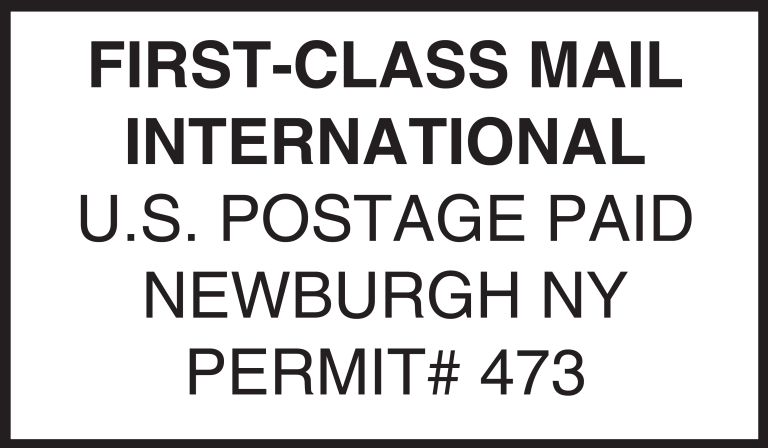 FIRST-CLASS MAIL
INTERNATIONAL
U.S. POSTAGE PAID
NEWBURGH NY
PERMIT# 473